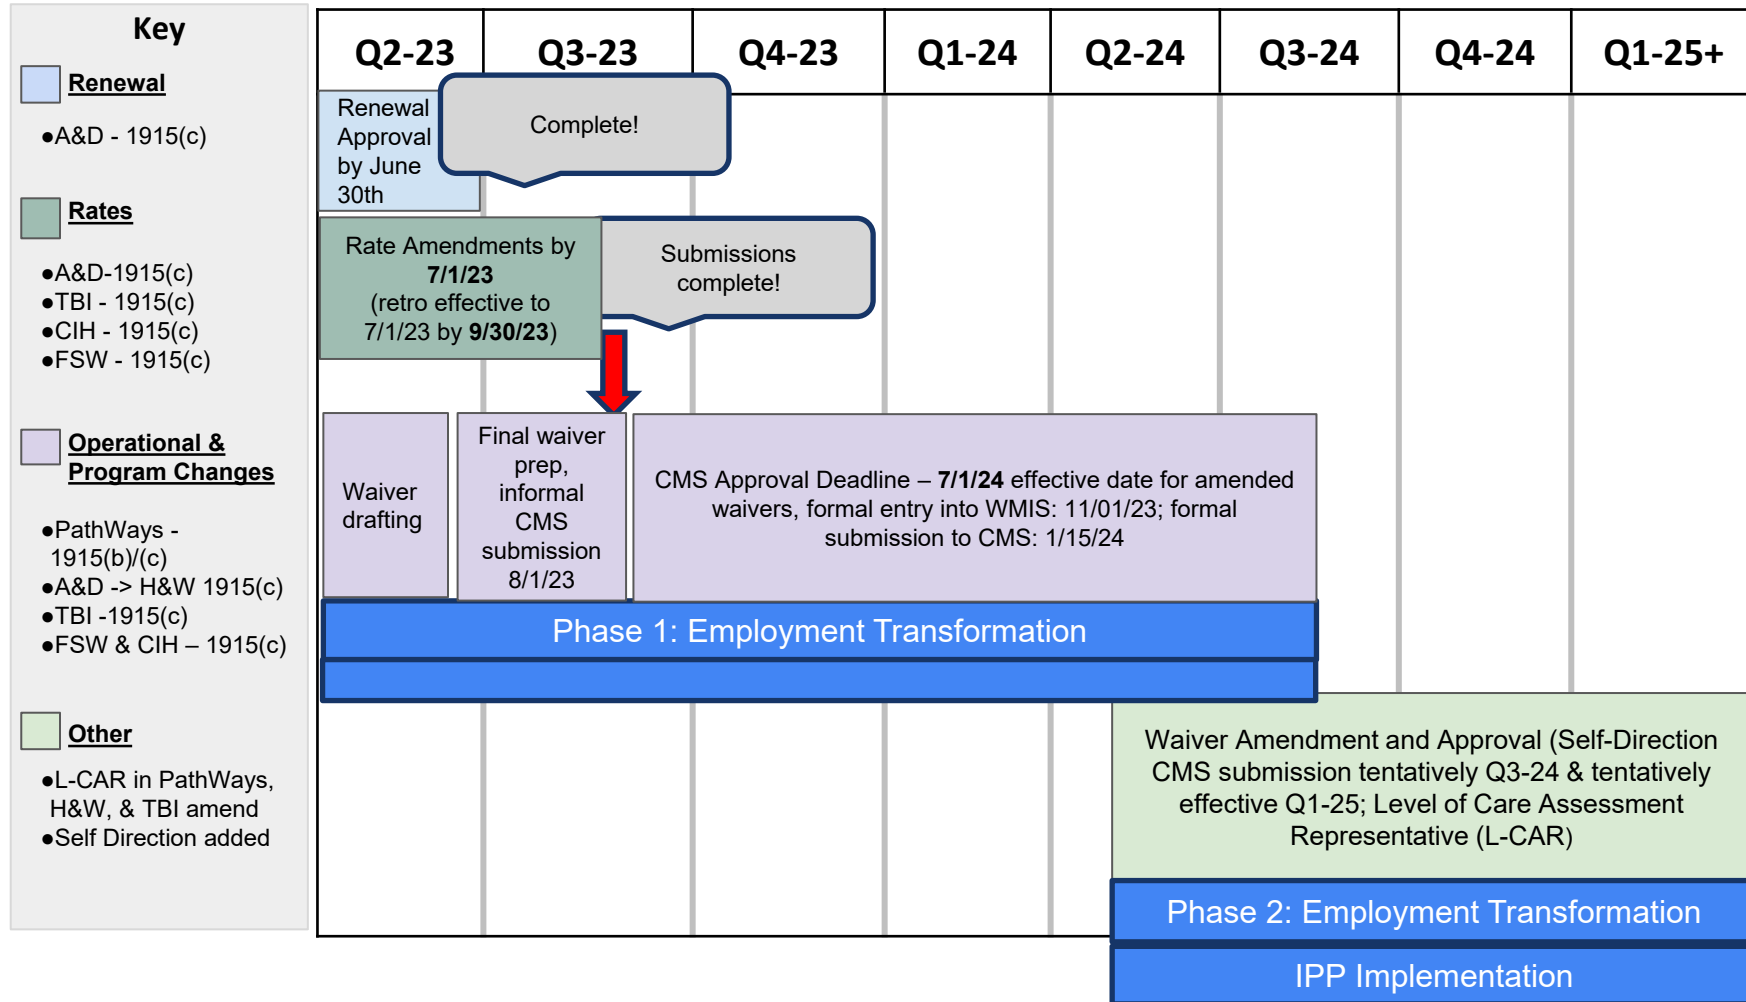 Key
Renewal
●A&D - 1915(c)
Rates
●A&D-1915(c)
●TBI - 1915(c)
●CIH - 1915(c)
●FSW - 1915(c)
Operational &
Program Changes
●PathWays -
1915(b)/(c)
●A&D -> H&W 1915(c)
●TBI -1915(c)
●FSW & CIH – 1915(c)
Other
●L-CAR in PathWays,
H&W, & TBI amend
●Self Direction added
Q2-23
Q3-23
Q4-23
Q1-24
Q2-24
Q3-24
Q4-24
Q1-25+
Renewal
Approval
by June
30th
Complete!
Rate Amendments by
7/1/23
(retro effective to
7/1/23 by 9/30/23)
Submissions
complete!
Waiver
drafting
Final waiver
prep,
informal
CMS
submission
8/1/23
CMS Approval Deadline – 7/1/24 effective date for amended
waivers, formal entry into WMIS: 11/01/23; formal
submission to CMS: 1/15/24
Phase 1: Employment Transformation
Waiver Amendment and Approval (Self-Direction
CMS submission tentatively Q3-24 & tentatively
effective Q1-25; Level of Care Assessment
Representative (L-CAR)
Phase 2: Employment Transformation
IPP Implementation